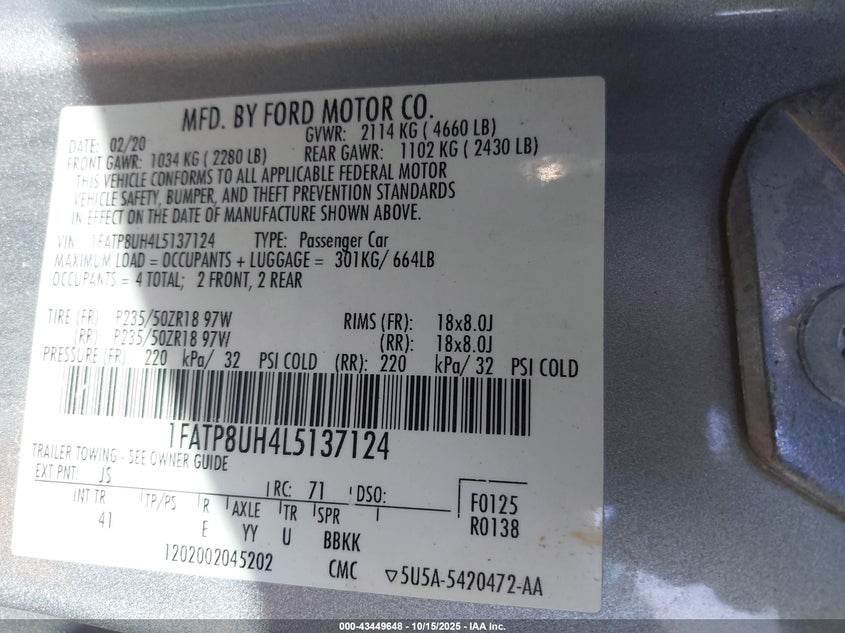 MFD. BY FORD MOTOR CO.
DATE: 02/20 GVWR: 2114 KG ( 4660 LB)
FRONT GAWR: 1034 KG ( 2280 LB) REAR GAWR: 1102 KG ( 2430 LB)
THIS VEHICLE CONFORMS TO ALL APPLICABLE FEDERAL MOTOR
VEHICLE SAFETY, BUMPER, AND THEFT PREVENTION STANDARDS
IN EFFECT ON THE DATE OF MANUFACTURE SHOWN ABOVE.
VIN: 1FATP8UH4L5137124 TYPE: Passenger Car
MAXIMUM LOAD = OCCUPANTS + LUGGAGE = 301KG/ 664LB
OCCUPANTS = 4 TOTAL; 2 FRONT, 2 REAR
TIRE (FR): P235/50ZR18 97W RIMS (FR): 18x8.0J
(RR): P235/50ZR18 97W (RR): 18x8.0J
PRESSURE (FR): 220 kPa/ 32 PSI COLD (RR): 220 kPa/ 32 PSI COLD
1FATP8UH4L5137124
TRAILER TOWING - SEE OWNER GUIDE
EXT PNT: JS RC: 71 DSO: F0125
INT TR TP/PS R AXLE TR SPR R0138
41 E YY U BBKK
1202002045202 CMC ▽5U5A-5420472-AA
000-43449648 - 10/15/2025 - IAA Inc.